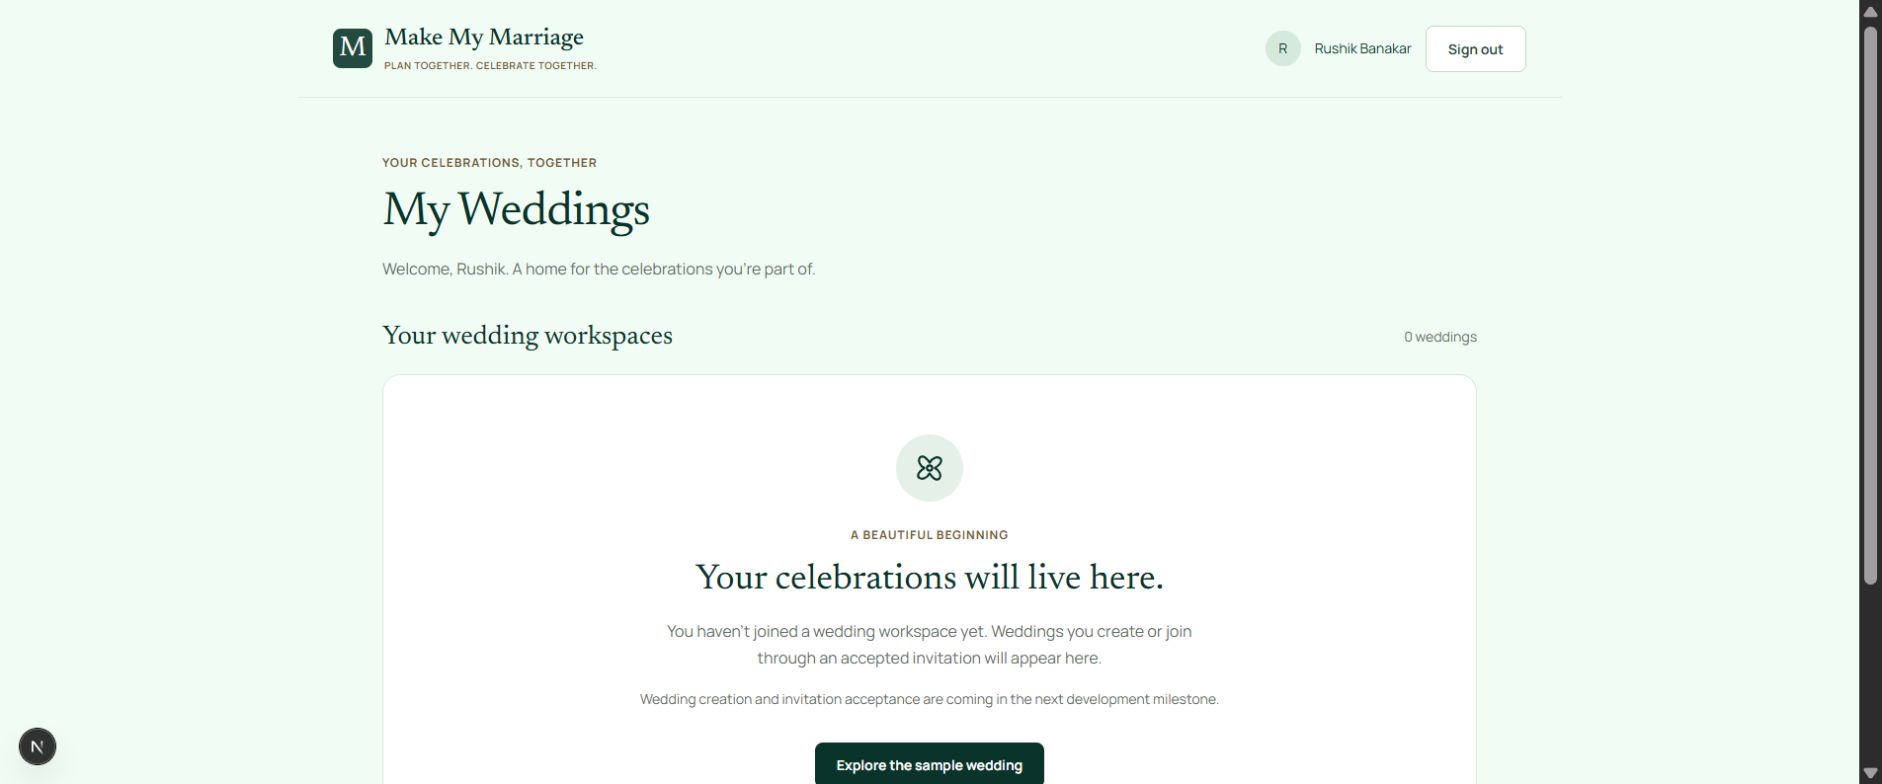 M
Make My Marriage
PLAN TOGETHER. CELEBRATE TOGETHER.
R
Rushik Banakar
Sign out
YOUR CELEBRATIONS, TOGETHER
My Weddings
Welcome, Rushik. A home for the celebrations you’re part of.
Your wedding workspaces
0 weddings
A BEAUTIFUL BEGINNING
Your celebrations will live here.
You haven’t joined a wedding workspace yet. Weddings you create or join
through an accepted invitation will appear here.
Wedding creation and invitation acceptance are coming in the next development milestone.
N
Explore the sample wedding